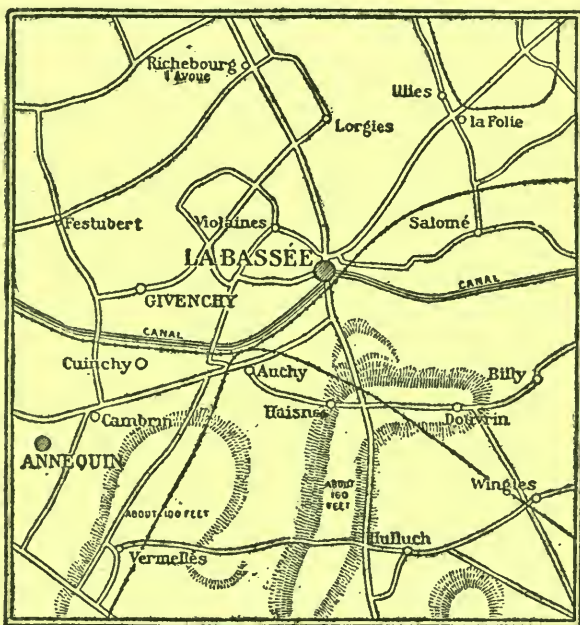 Richebourg
l'Avoue
Illies
la Folie
Lorgies
Festubert
Violaines
Salomé
LA BASSÉE
GIVENCHY
CANAL
CANAL
Cuinchy
Auchy
Billy
Haisnes
Douvrin
Cambrin
ANNEQUIN
ABOUT
160
FEET
Wingles
ABOUT 100 FEET
Vermelles
Hulluch